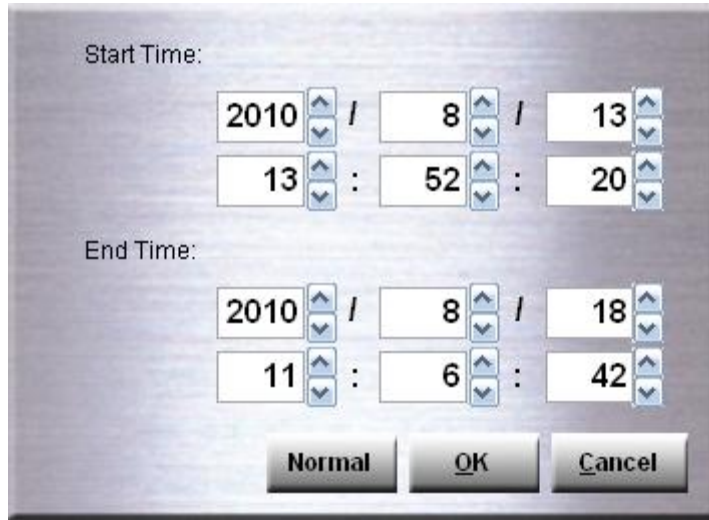 Start Time:
2010 / 8 / 13
13 : 52 : 20
End Time:
2010 / 8 / 18
11 : 6 : 42
Normal OK Cancel